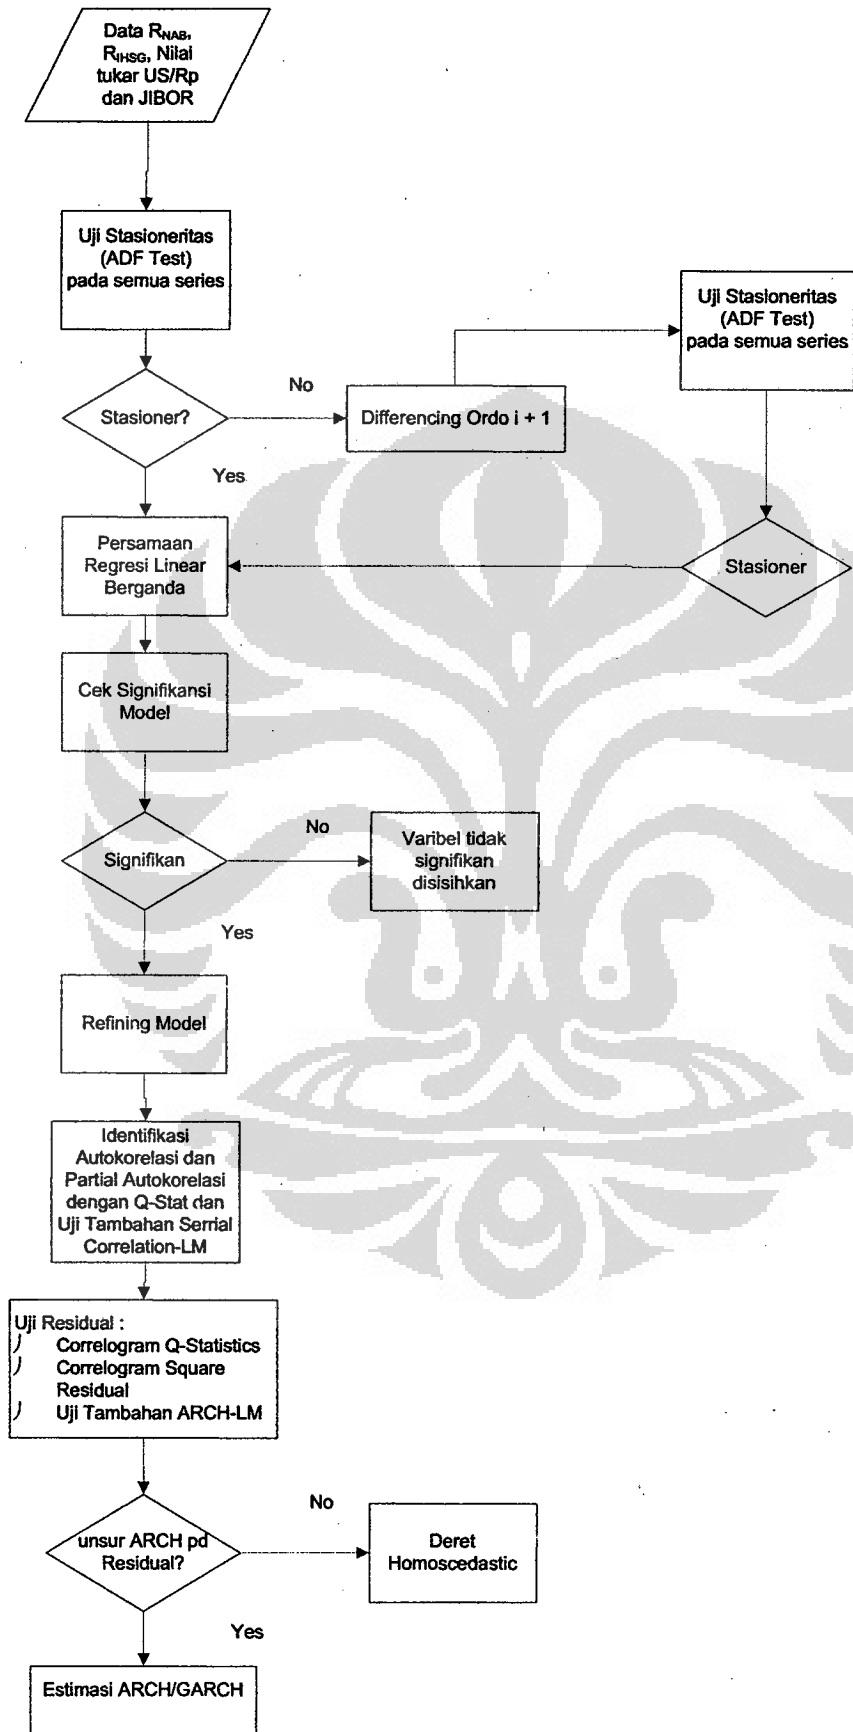 Data R_NAB,
R_IHSG, Nilai
tukar US/Rp
dan JIBOR
Uji Stasioneritas
(ADF Test)
pada semua series
Uji Stasioneritas
(ADF Test)
pada semua series
Stasioner?
No
Differencing Ordo i + 1
Yes
Persamaan
Regresi Linear
Berganda
Stasioner
Cek Signifikansi
Model
Signifikan
No
Varibel tidak
signifikan
disisihkan
Yes
Refining Model
Identifikasi
Autokorelasi dan
Partial Autokorelasi
dengan Q-Stat dan
Uji Tambahan Serrial
Correlation-LM
Uji Residual :
) Correlogram Q-Statistics
) Correlogram Square
Residual
) Uji Tambahan ARCH-LM
unsur ARCH pd
Residual?
No
Deret
Homoscedastic
Yes
Estimasi ARCH/GARCH